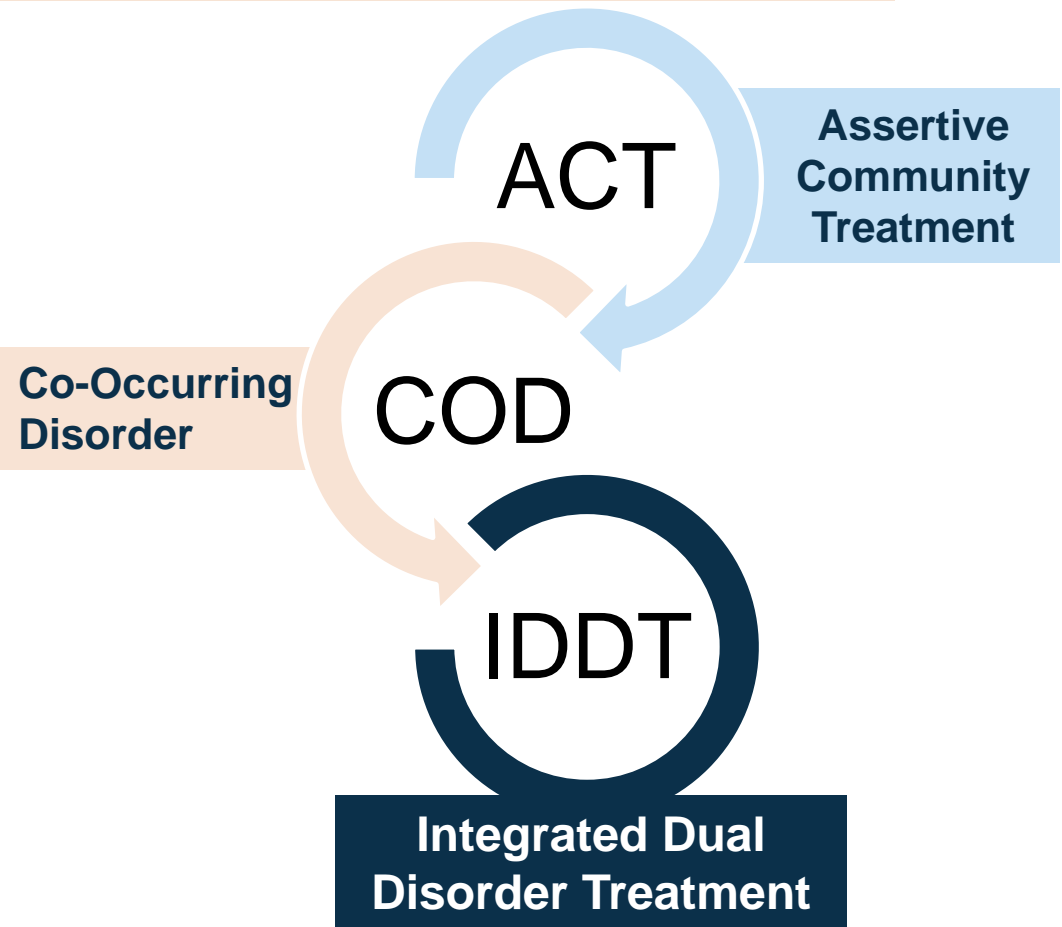 ACT
Assertive
Community
Treatment
COD
Co-Occurring
Disorder
IDDT
Integrated Dual
Disorder Treatment